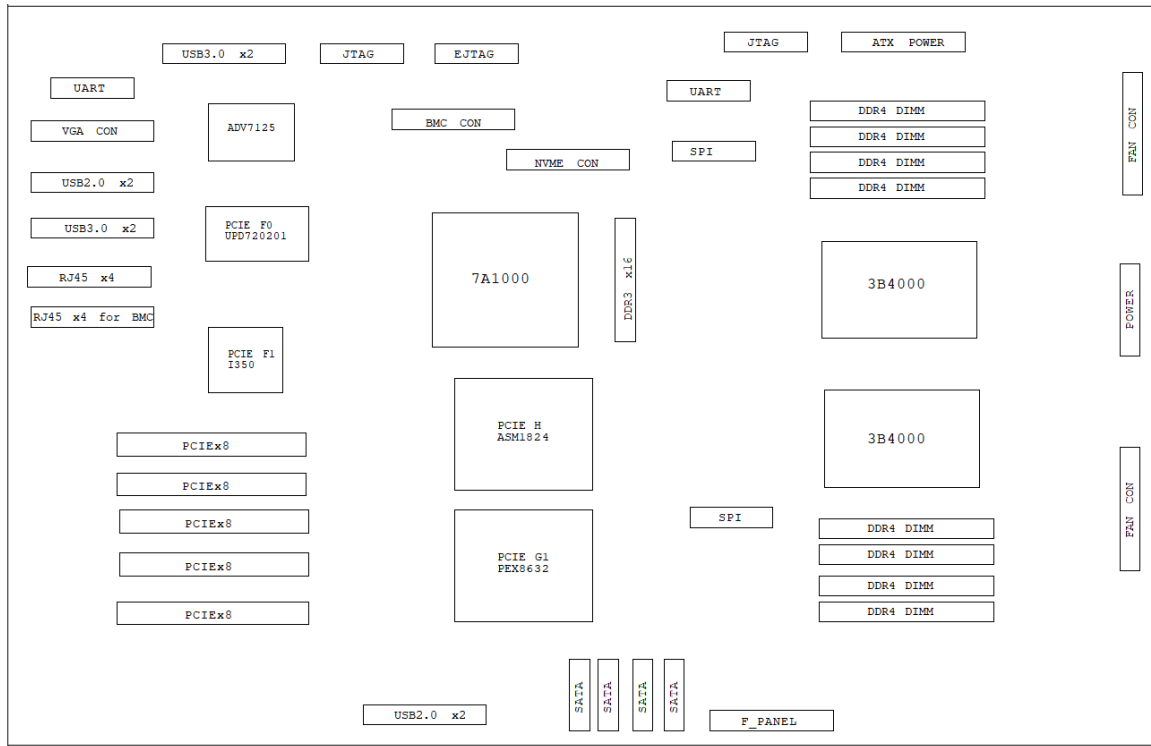 USB3.0 x2
JTAG
EJTAG
JTAG
ATX POWER
UART
UART
VGA CON
ADV7125
BMC CON
NVME CON
SPI
DDR4 DIMM
DDR4 DIMM
DDR4 DIMM
DDR4 DIMM
FAN CON
USB2.0 x2
USB3.0 x2
PCIE F0
UPD720201
RJ45 x4
RJ45 x4 for BMC
7A1000
DDR3 x16
3B4000
POWER
PCIE F1
I350
PCIE H
ASM1824
3B4000
PCIEx8
PCIEx8
PCIEx8
PCIEx8
PCIEx8
PCIE G1
PEX8632
SPI
FAN CON
DDR4 DIMM
DDR4 DIMM
DDR4 DIMM
DDR4 DIMM
SATA
SATA
SATA
SATA
USB2.0 x2
F_PANEL